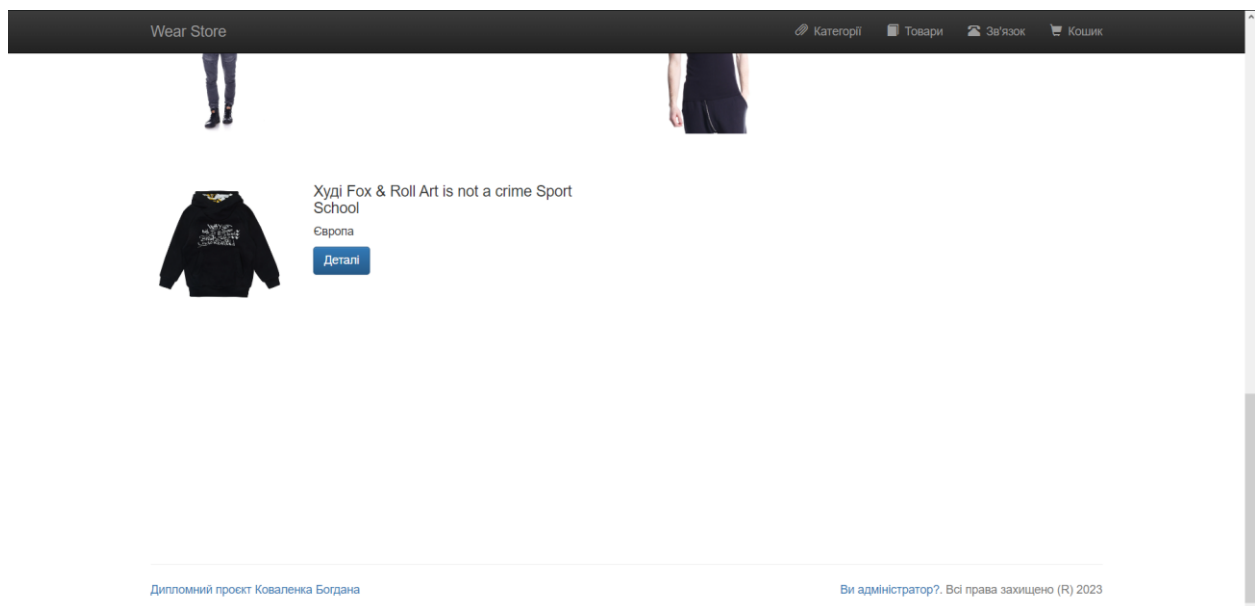 Wear Store
Категорії Товари Зв'язок Кошик
Худі Fox & Roll Art is not a crime Sport
School
Європа
Деталі
Дипломний проєкт Коваленка Богдана
Ви адміністратор?. Всі права захищено (R) 2023